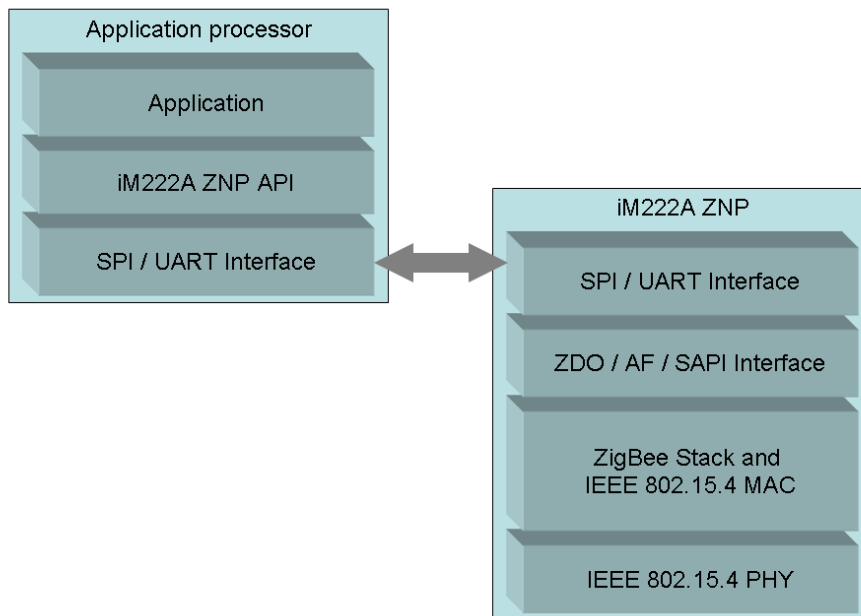 Application processor
Application
iM222A ZNP API
SPI / UART Interface
iM222A ZNP
SPI / UART Interface
ZDO / AF / SAPI Interface
ZigBee Stack and
IEEE 802.15.4 MAC
IEEE 802.15.4 PHY